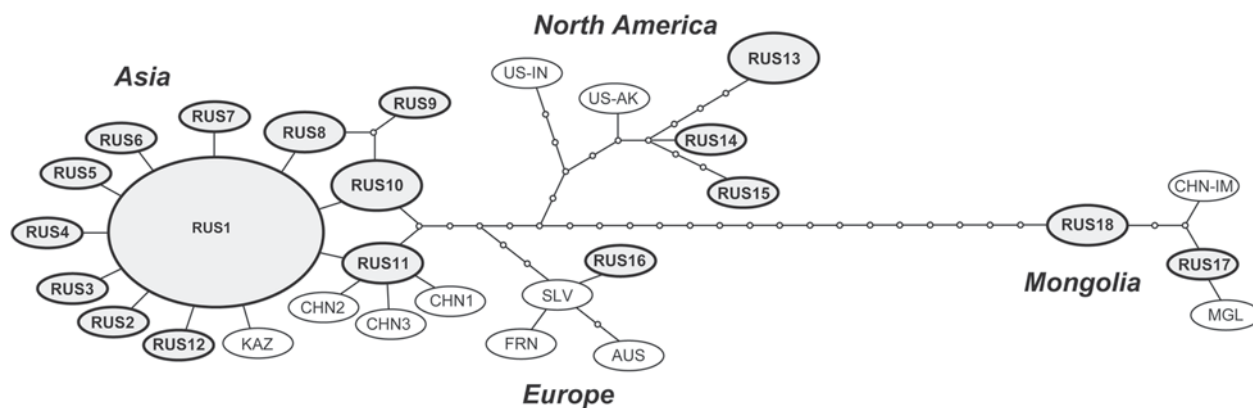 North America
Asia
US-IN
RUS13
US-AK
RUS9
RUS7
RUS8
RUS6
RUS14
RUS5
RUS10
RUS15
CHN-IM
RUS1
RUS18
RUS4
RUS11
RUS16
RUS17
Mongolia
RUS3
CHN2
CHN1
SLV
RUS2
CHN3
MGL
RUS12
KAZ
FRN
AUS
Europe